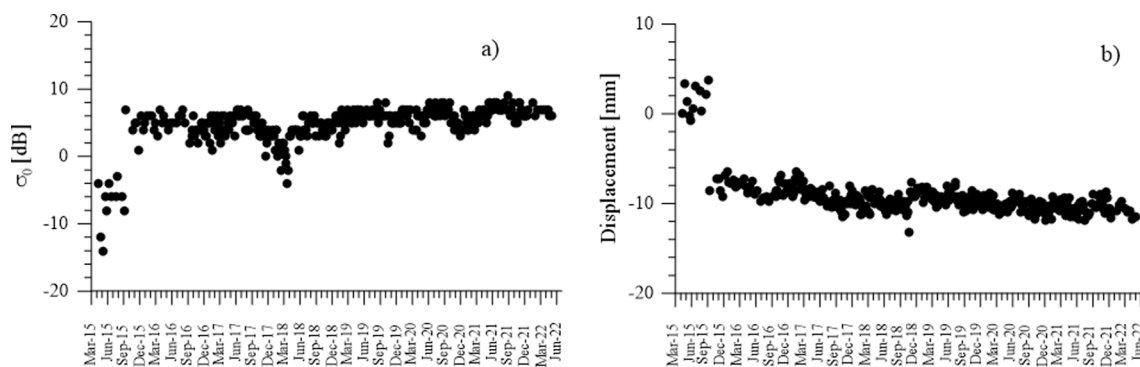 20
10
0
-10
-20
σ0 [dB]
a)
Mar-15
Jun-15
Sep-15
Dec-15
Mar-16
Jun-16
Sep-16
Dec-16
Mar-17
Jun-17
Sep-17
Dec-17
Mar-18
Jun-18
Sep-18
Dec-18
Mar-19
Jun-19
Sep-19
Dec-19
Mar-20
Jun-20
Sep-20
Dec-20
Mar-21
Jun-21
Sep-21
Dec-21
Mar-22
Jun-22
10
0
-10
-20
Displacement [mm]
b)
Mar-15
Jun-15
Sep-15
Dec-15
Mar-16
Jun-16
Sep-16
Dec-16
Mar-17
Jun-17
Sep-17
Dec-17
Mar-18
Jun-18
Sep-18
Dec-18
Mar-19
Jun-19
Sep-19
Dec-19
Mar-20
Jun-20
Sep-20
Dec-20
Mar-21
Jun-21
Sep-21
Dec-21
Mar-22